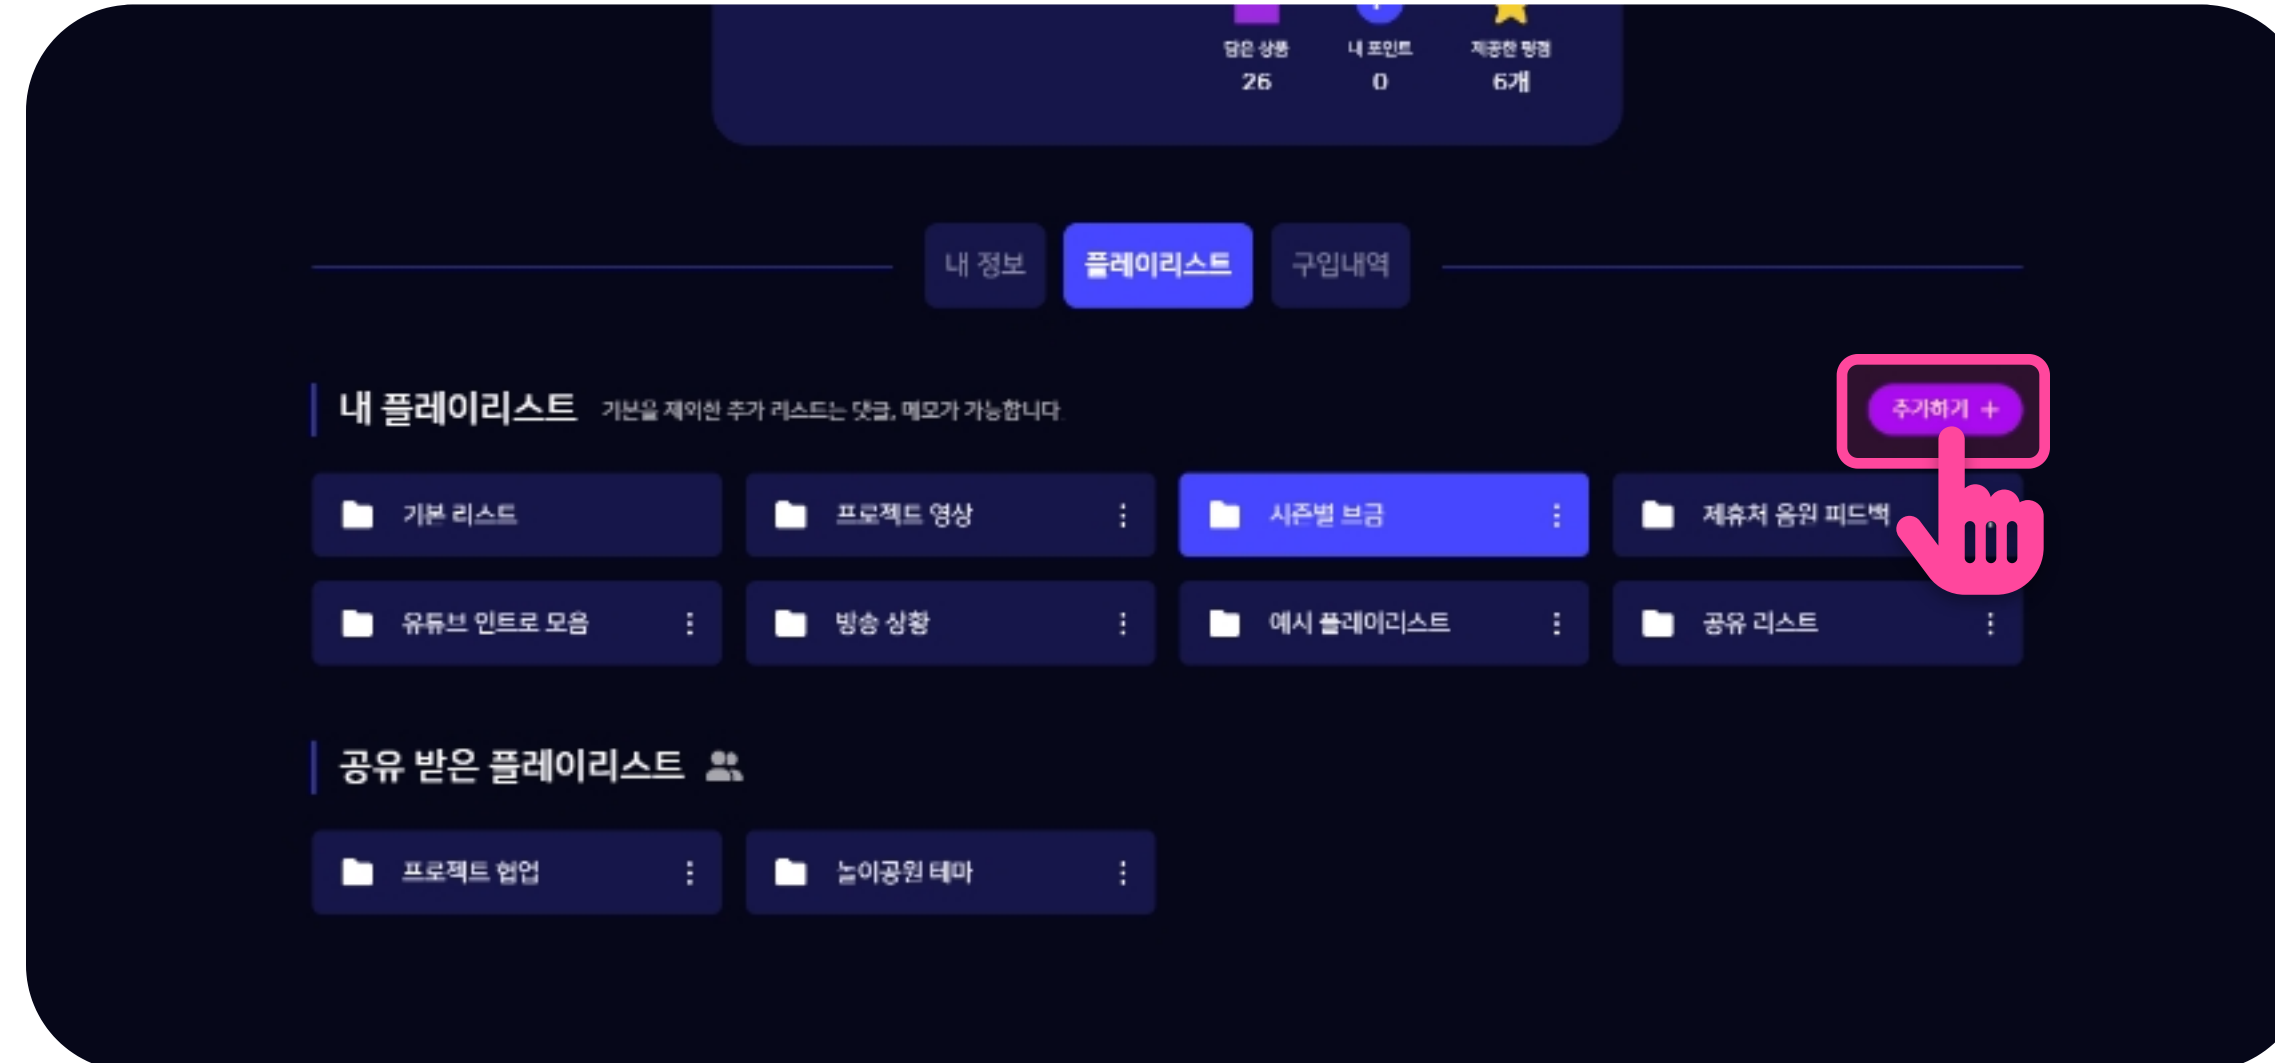 담은 상품 내 포인트 제공한 평점
26 0 6개
내 정보 플레이리스트 구입내역
내 플레이리스트 기본을 제외한 추가 리스트는 댓글, 메모가 가능합니다. 추가하기 +
기본 리스트 프로젝트 영상 시즌별 브금 제휴처 음원 피드백
유튜브 인트로 모음 방송 상황 예시 플레이리스트 공유 리스트
공유 받은 플레이리스트
프로젝트 협업 놀이공원 테마